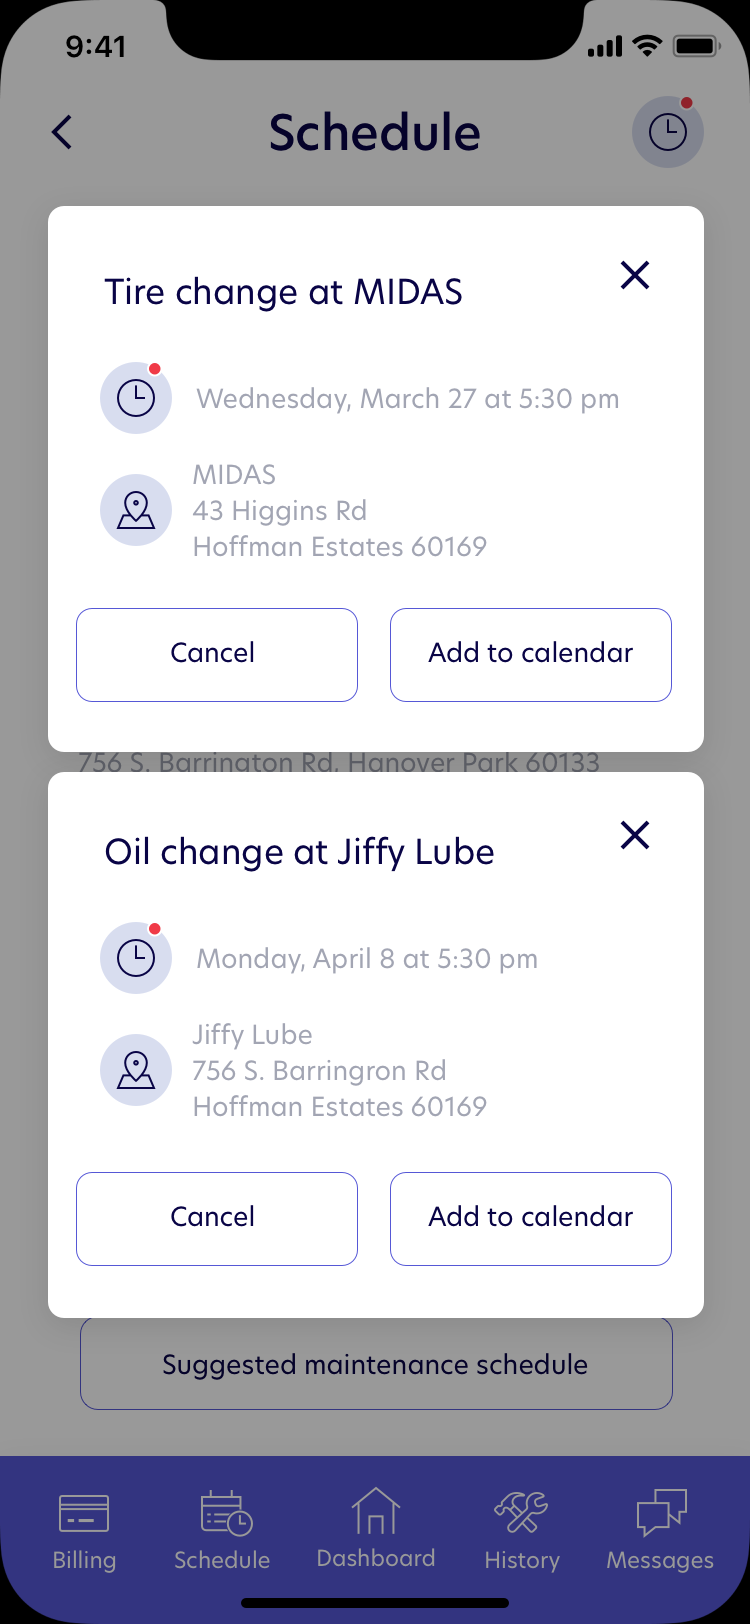 9:41
Schedule
Tire change at MIDAS
Wednesday, March 27 at 5:30 pm
MIDAS
43 Higgins Rd
Hoffman Estates 60169
Cancel
Add to calendar
756 S. Barrington Rd, Hanover Park 60133
Oil change at Jiffy Lube
Monday, April 8 at 5:30 pm
Jiffy Lube
756 S. Barringron Rd
Hoffman Estates 60169
Cancel
Add to calendar
Suggested maintenance schedule
Billing
Schedule
Dashboard
History
Messages